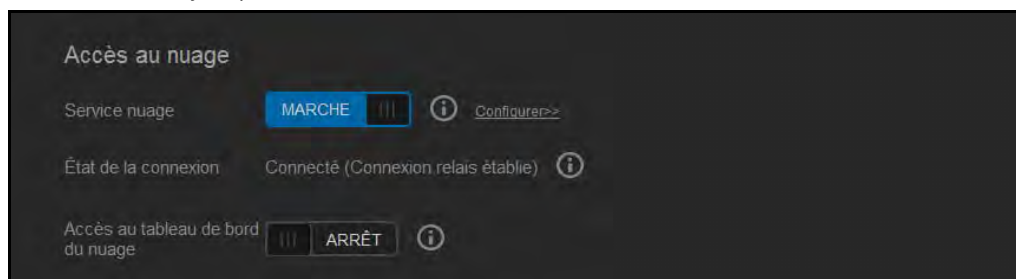 Accès au nuage
Service nuage MARCHE Configurer>>
État de la connexion Connecté (Connexion relais établie)
Accès au tableau de bord
du nuage ARRÊT